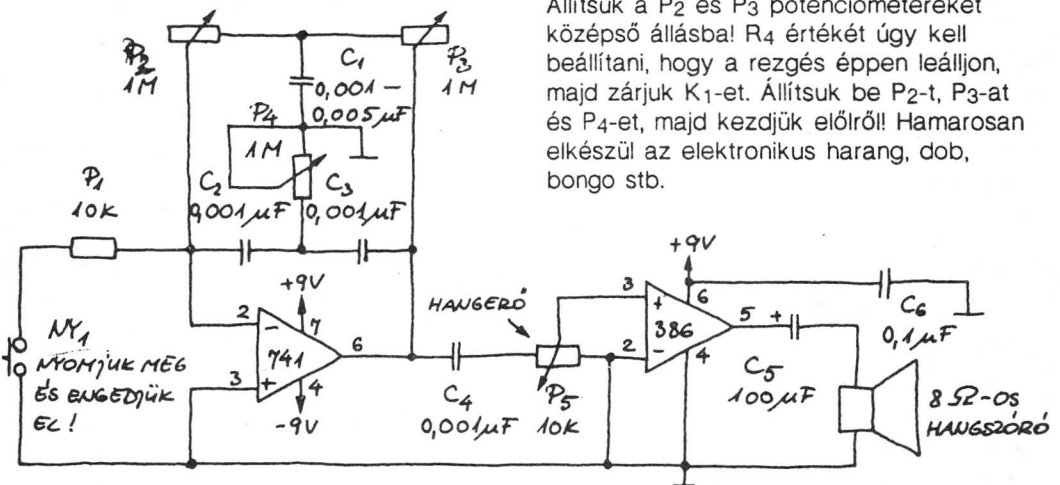 Állítsuk a P2 és P3 potenciométereket
középső állásba! R4 értékét úgy kell
beállítani, hogy a rezgés éppen leálljon,
majd zárjuk K1-et. Állítsuk be P2-t, P3-at
és P4-et, majd kezdjük előlről! Hamarosan
elkészül az elektronikus harang, dob,
bongo stb.
P2
1M
C1
0,001–
0,005µF
P3
1M
P4
1M
P1
10K
C2
0,001µF
C3
0,001µF
NY1
NYOMJUK MEG
ÉS ENGEDJÜK
EL!
+9V
2
-
7
741
6
3
+
4
-9V
HANGERŐ
C4
0,001µF
P5
10K
+9V
3
+
6
386
5
+
2
-
4
C5
100µF
C6
0,1µF
8Ω-OS
HANGSZÓRÓ